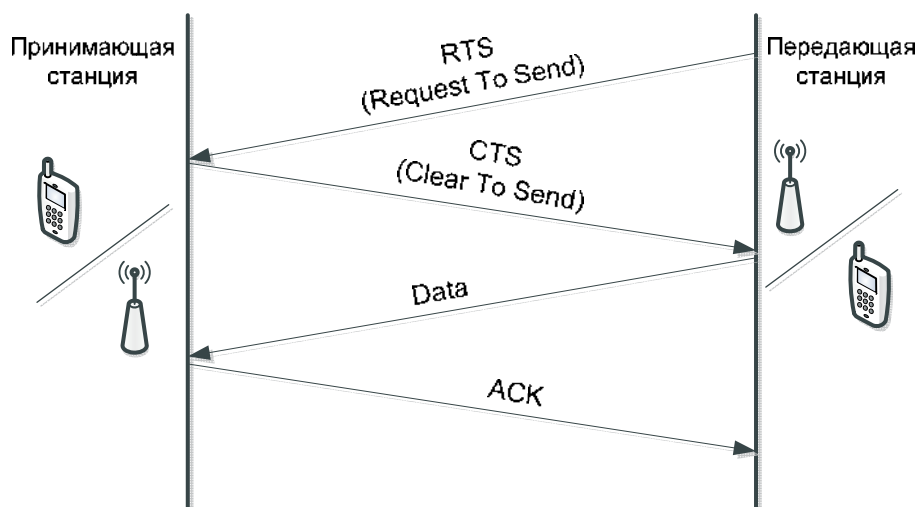 Принимающая
станция
RTS
(Request To Send)
Передающая
станция
CTS
(Clear To Send)
Data
ACK